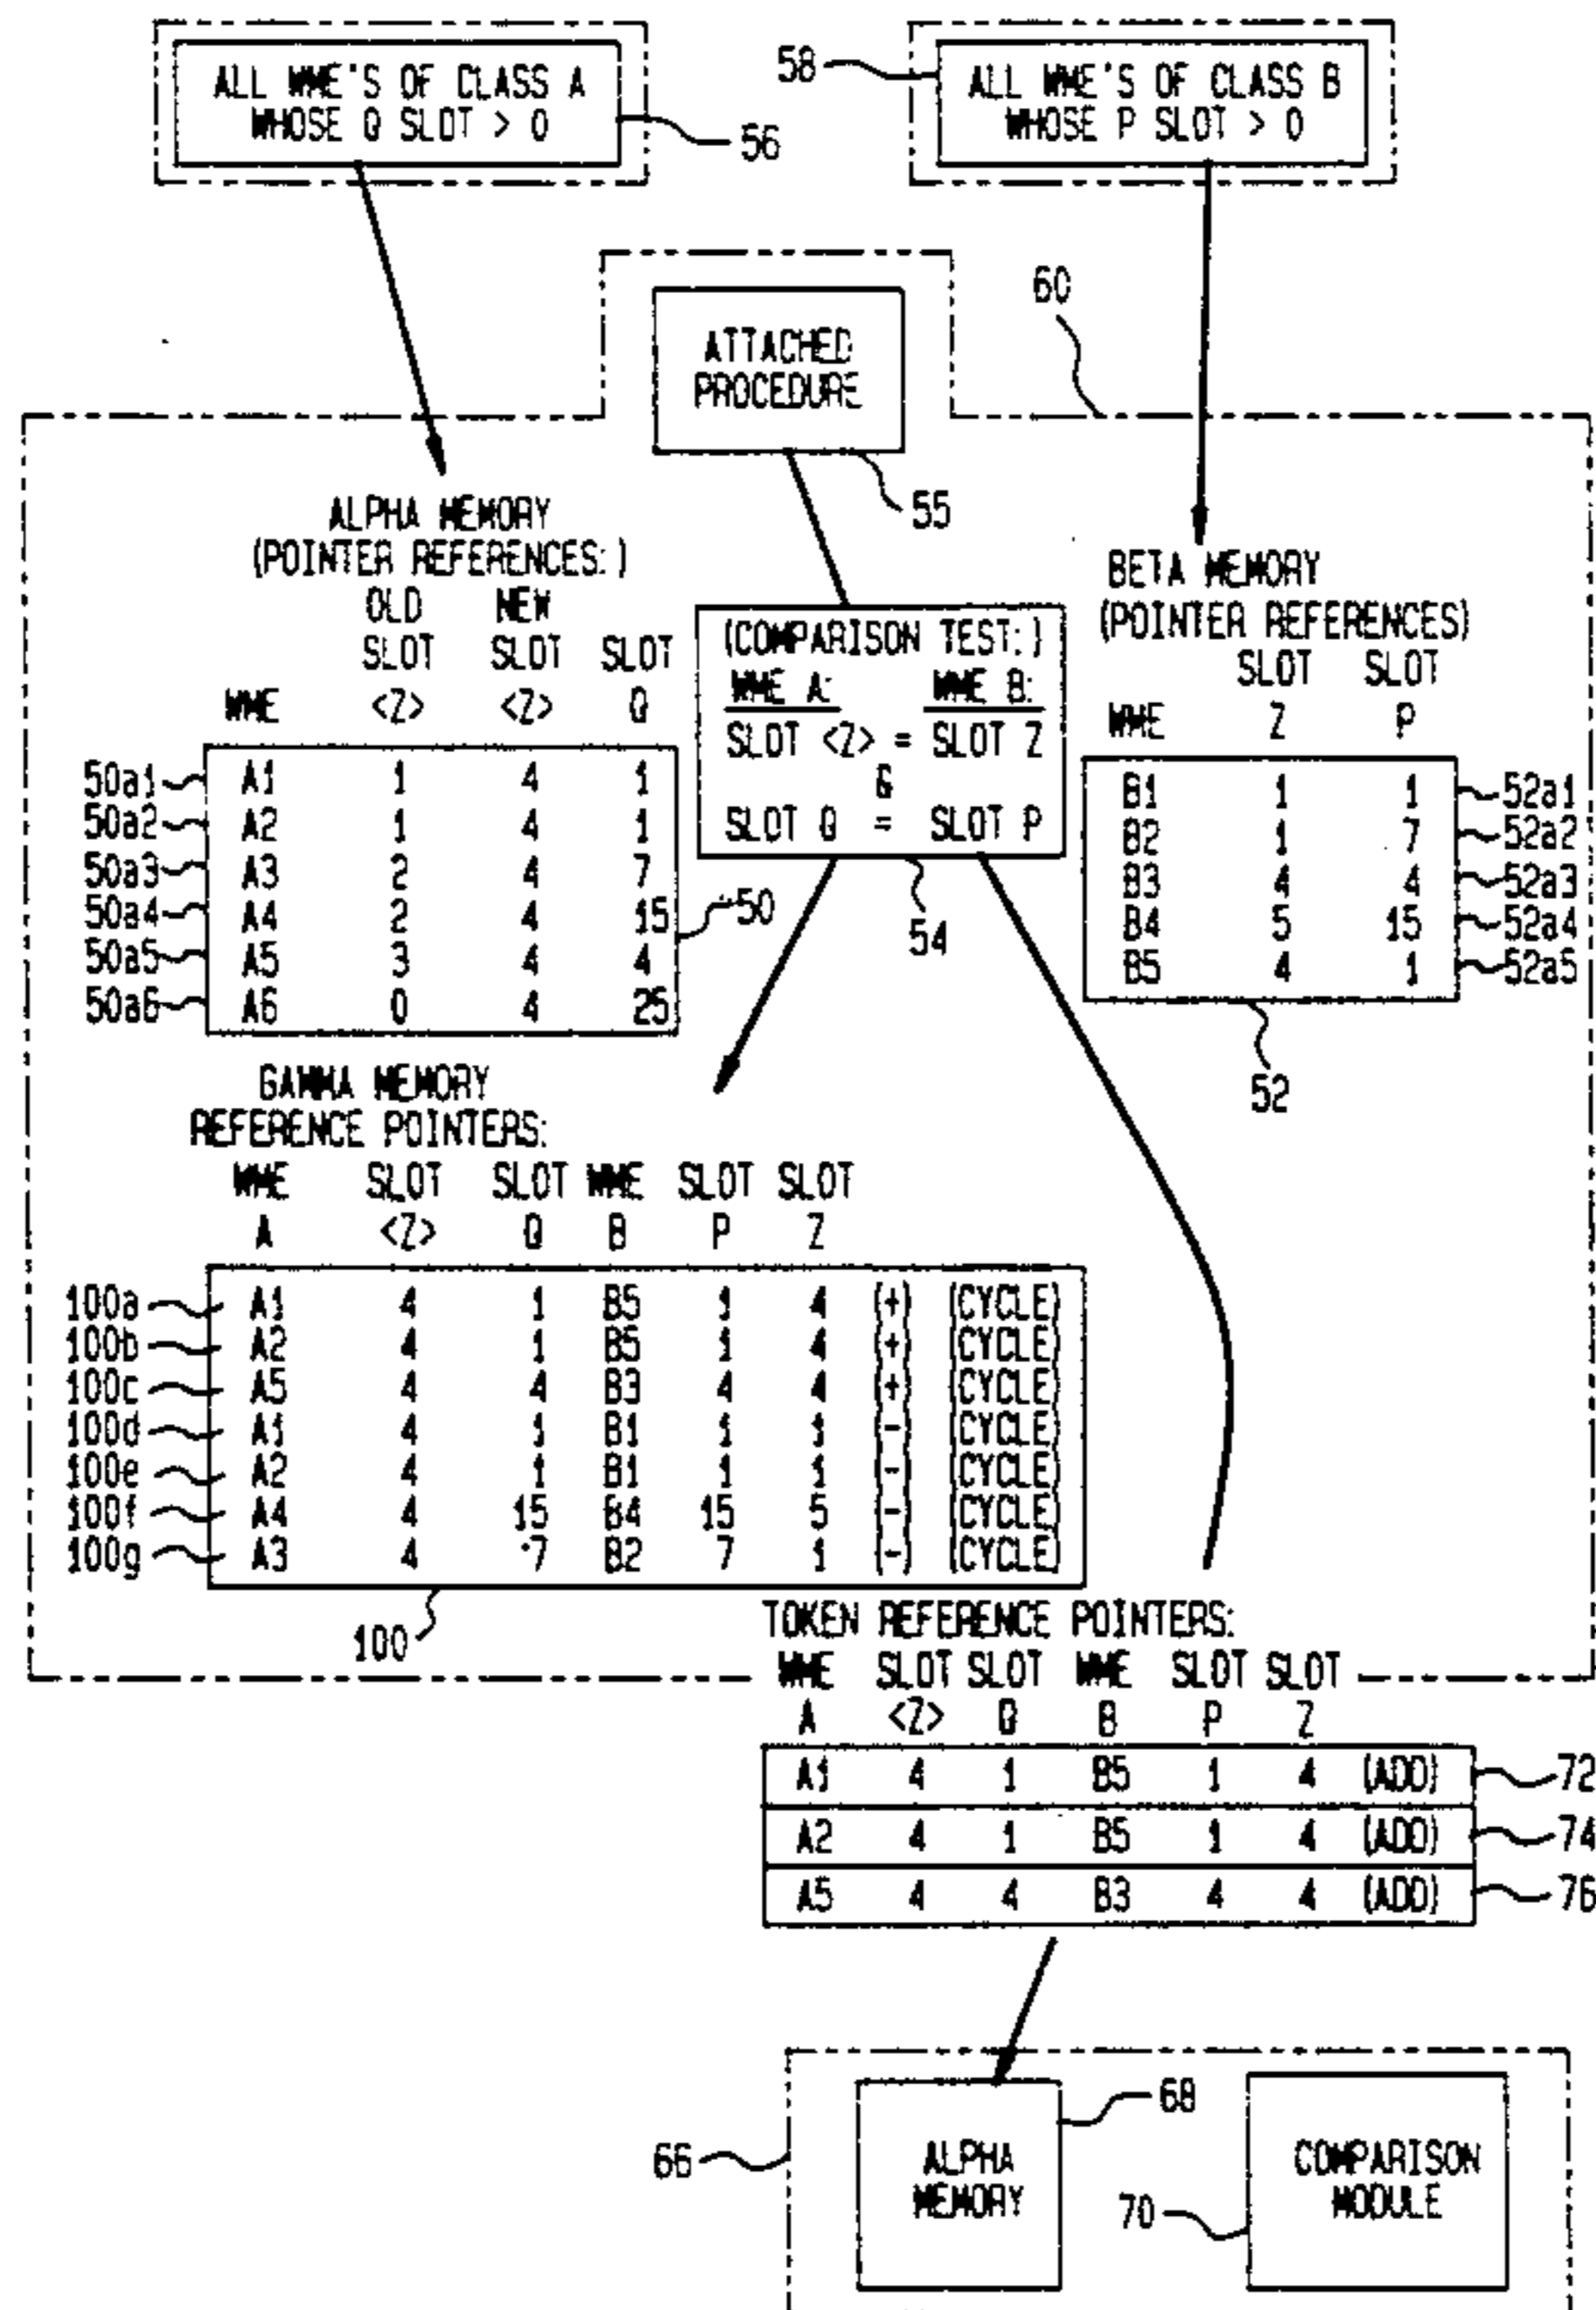 ALL WME'S OF CLASS A
WHOSE Q SLOT > 0
56
58
ALL WME'S OF CLASS B
WHOSE P SLOT > 0
60
ATTACHED
PROCEDURE
55
ALPHA MEMORY
(POINTER REFERENCES:)
OLD NEW
SLOT SLOT SLOT
WME <Z> <Z> Q
50a1 A1 1 4 1
50a2 A2 1 4 1
50a3 A3 2 4 7
50a4 A4 2 4 15
50a5 A5 3 4 4
50a6 A6 0 4 25
50
(COMPARISON TEST:)
WME A: WME B:
SLOT <Z> = SLOT Z
&
SLOT Q = SLOT P
54
BETA MEMORY
(POINTER REFERENCES)
SLOT SLOT
WME Z P
B1 1 1 52a1
B2 1 7 52a2
B3 4 4 52a3
B4 5 15 52a4
B5 4 1 52a5
52
GAMMA MEMORY
REFERENCE POINTERS:
WME SLOT SLOT WME SLOT SLOT
A <Z> Q B P Z
100a A1 4 1 B5 1 4 (+) (CYCLE)
100b A2 4 1 B5 1 4 (+) (CYCLE)
100c A5 4 4 B3 4 4 (+) (CYCLE)
100d A1 4 1 B1 1 1 (-) (CYCLE)
100e A2 4 1 B1 1 1 (-) (CYCLE)
100f A4 4 15 B4 15 5 (-) (CYCLE)
100g A3 4 7 B2 7 1 (-) (CYCLE)
100
TOKEN REFERENCE POINTERS:
WME SLOT SLOT WME SLOT SLOT
A <Z> Q B P Z
A1 4 1 B5 1 4 (ADD) 72
A2 4 1 B5 1 4 (ADD) 74
A5 4 4 B3 4 4 (ADD) 76
66
ALPHA
MEMORY
68
70
COMPARISON
MODULE